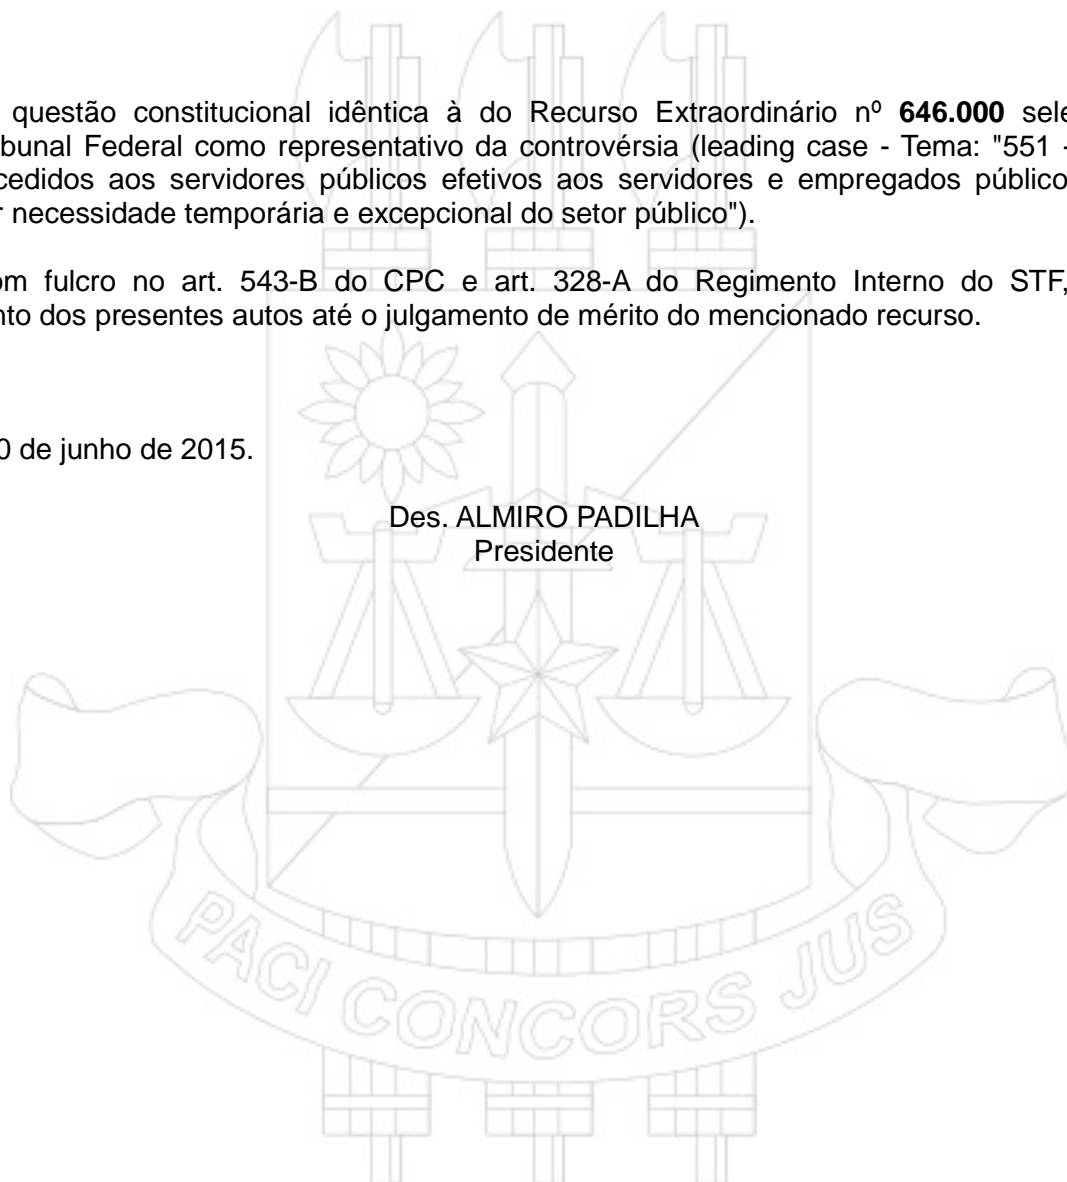 questão constitucional idêntica à do Recurso Extraordinário nº 646.000 sele
bunal Federal como representativo da controvérsia (leading case - Tema: "551 -
cedidos aos servidores públicos efetivos aos servidores e empregados público
r necessidade temporária e excepcional do setor público").
om fulcro no art. 543-B do CPC e art. 328-A do Regimento Interno do STF,
nto dos presentes autos até o julgamento de mérito do mencionado recurso.
0 de junho de 2015.
Des. ALMIRO PADILHA
Presidente
PACI CONCORS JUS